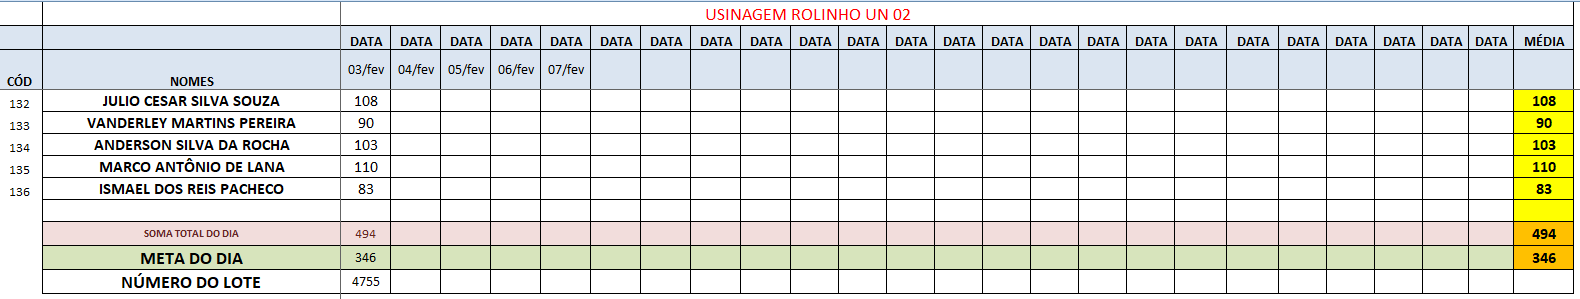 USINAGEM ROLINHO UN 02
DATA DATA DATA DATA DATA DATA DATA DATA DATA DATA DATA DATA DATA DATA DATA DATA DATA DATA DATA DATA DATA DATA DATA DATA MÉDIA
CÓD NOMES 03/fev 04/fev 05/fev 06/fev 07/fev
132 JULIO CESAR SILVA SOUZA 108 108
133 VANDERLEY MARTINS PEREIRA 90 90
134 ANDERSON SILVA DA ROCHA 103 103
135 MARCO ANTÔNIO DE LANA 110 110
136 ISMAEL DOS REIS PACHECO 83 83
SOMA TOTAL DO DIA 494 494
META DO DIA 346 346
NÚMERO DO LOTE 4755